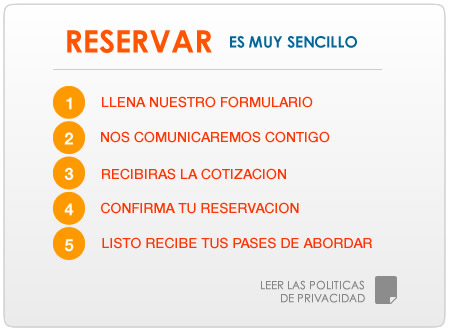 RESERVAR ES MUY SENCILLO
1 LLENA NUESTRO FORMULARIO
2 NOS COMUNICAREMOS CONTIGO
3 RECIBIRAS LA COTIZACION
4 CONFIRMA TU RESERVACION
5 LISTO RECIBE TUS PASES DE ABORDAR
LEER LAS POLITICAS
DE PRIVACIDAD